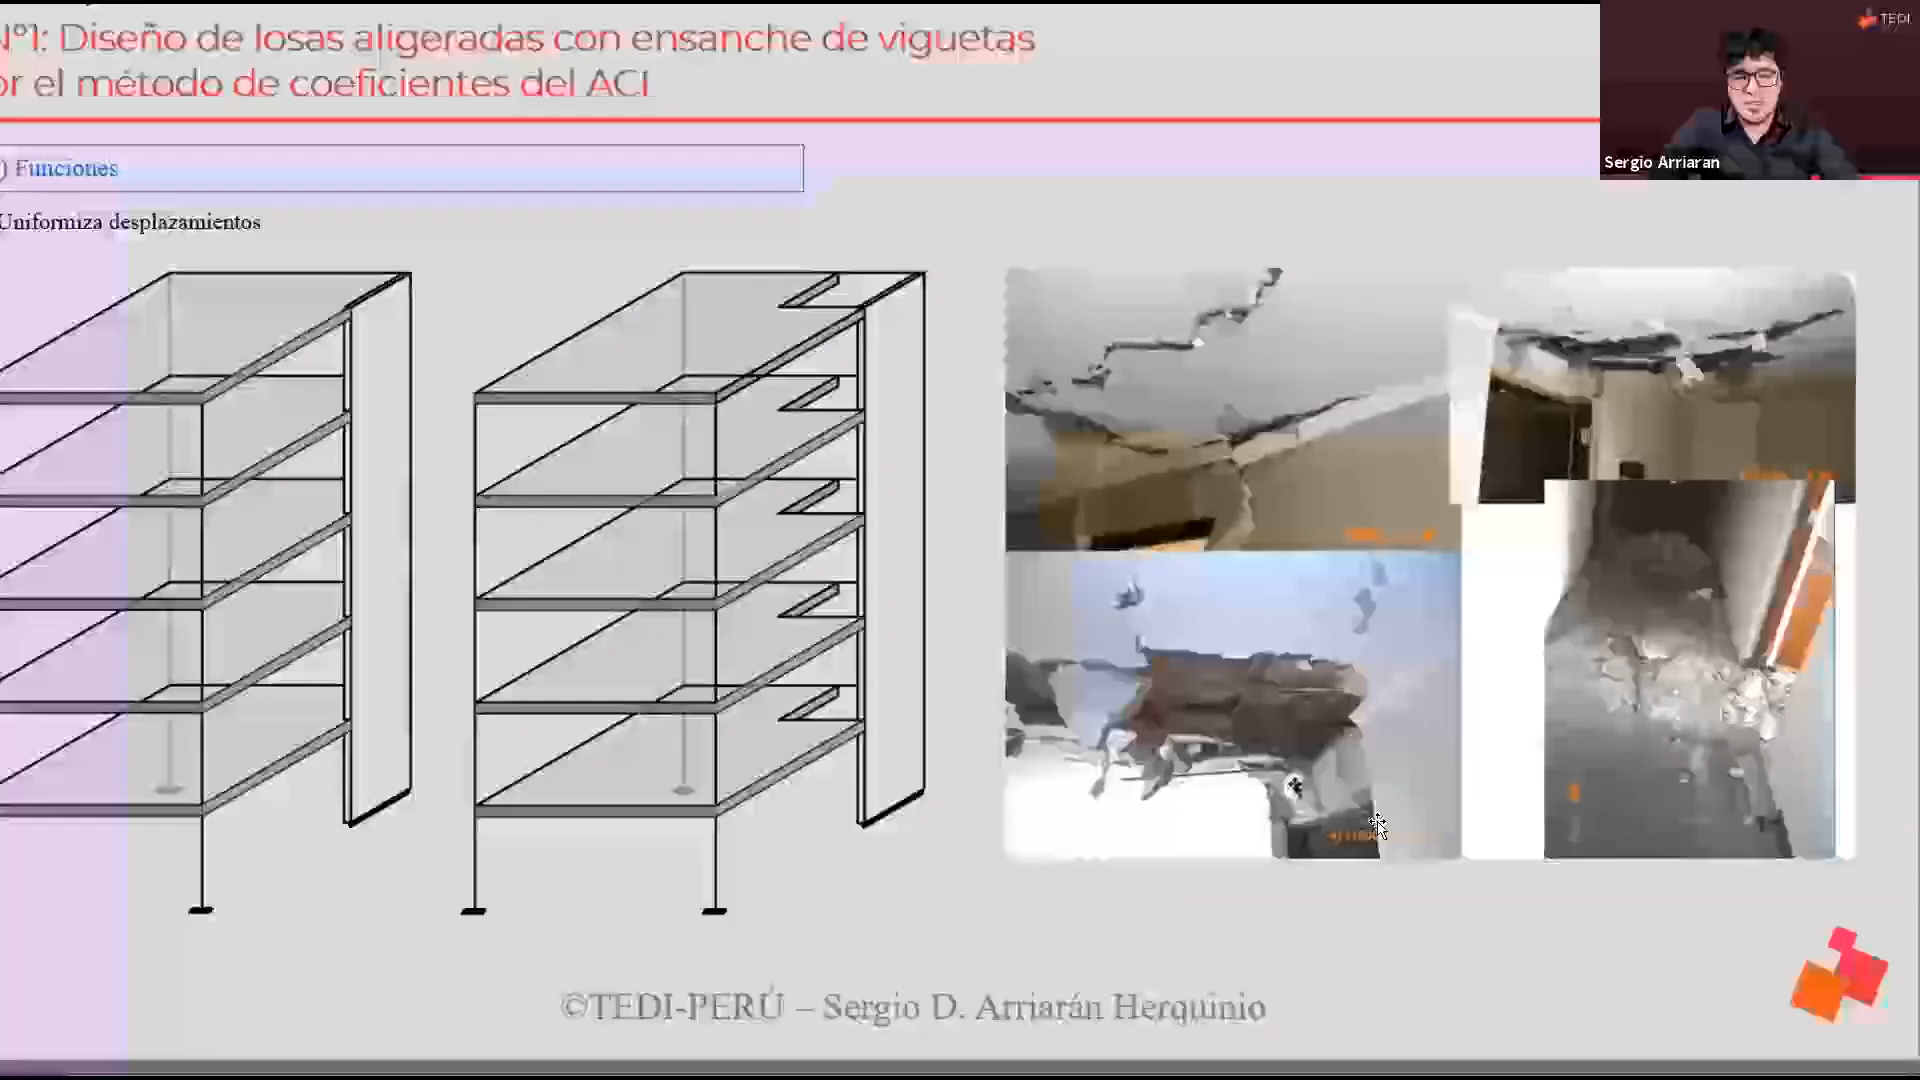 N°1: Diseño de losas aligeradas con ensanche de viguetas
or el método de coeficientes del ACI
TEDI
Sergio Arriaran
) Funciones
Uniformiza desplazamientos
©TEDI-PERÚ – Sergio D. Arriarán Herquinio